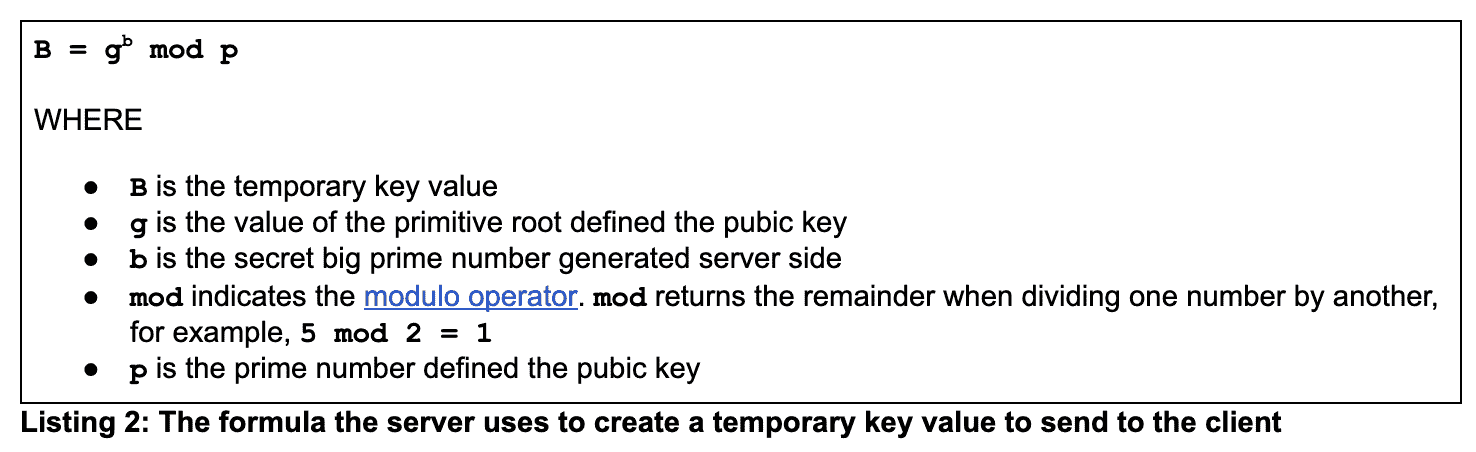 B = g^b mod p
WHERE
● B is the temporary key value
● g is the value of the primitive root defined the pubic key
● b is the secret big prime number generated server side
● mod indicates the modulo operator. mod returns the remainder when dividing one number by another,
for example, 5 mod 2 = 1
● p is the prime number defined the pubic key
Listing 2: The formula the server uses to create a temporary key value to send to the client